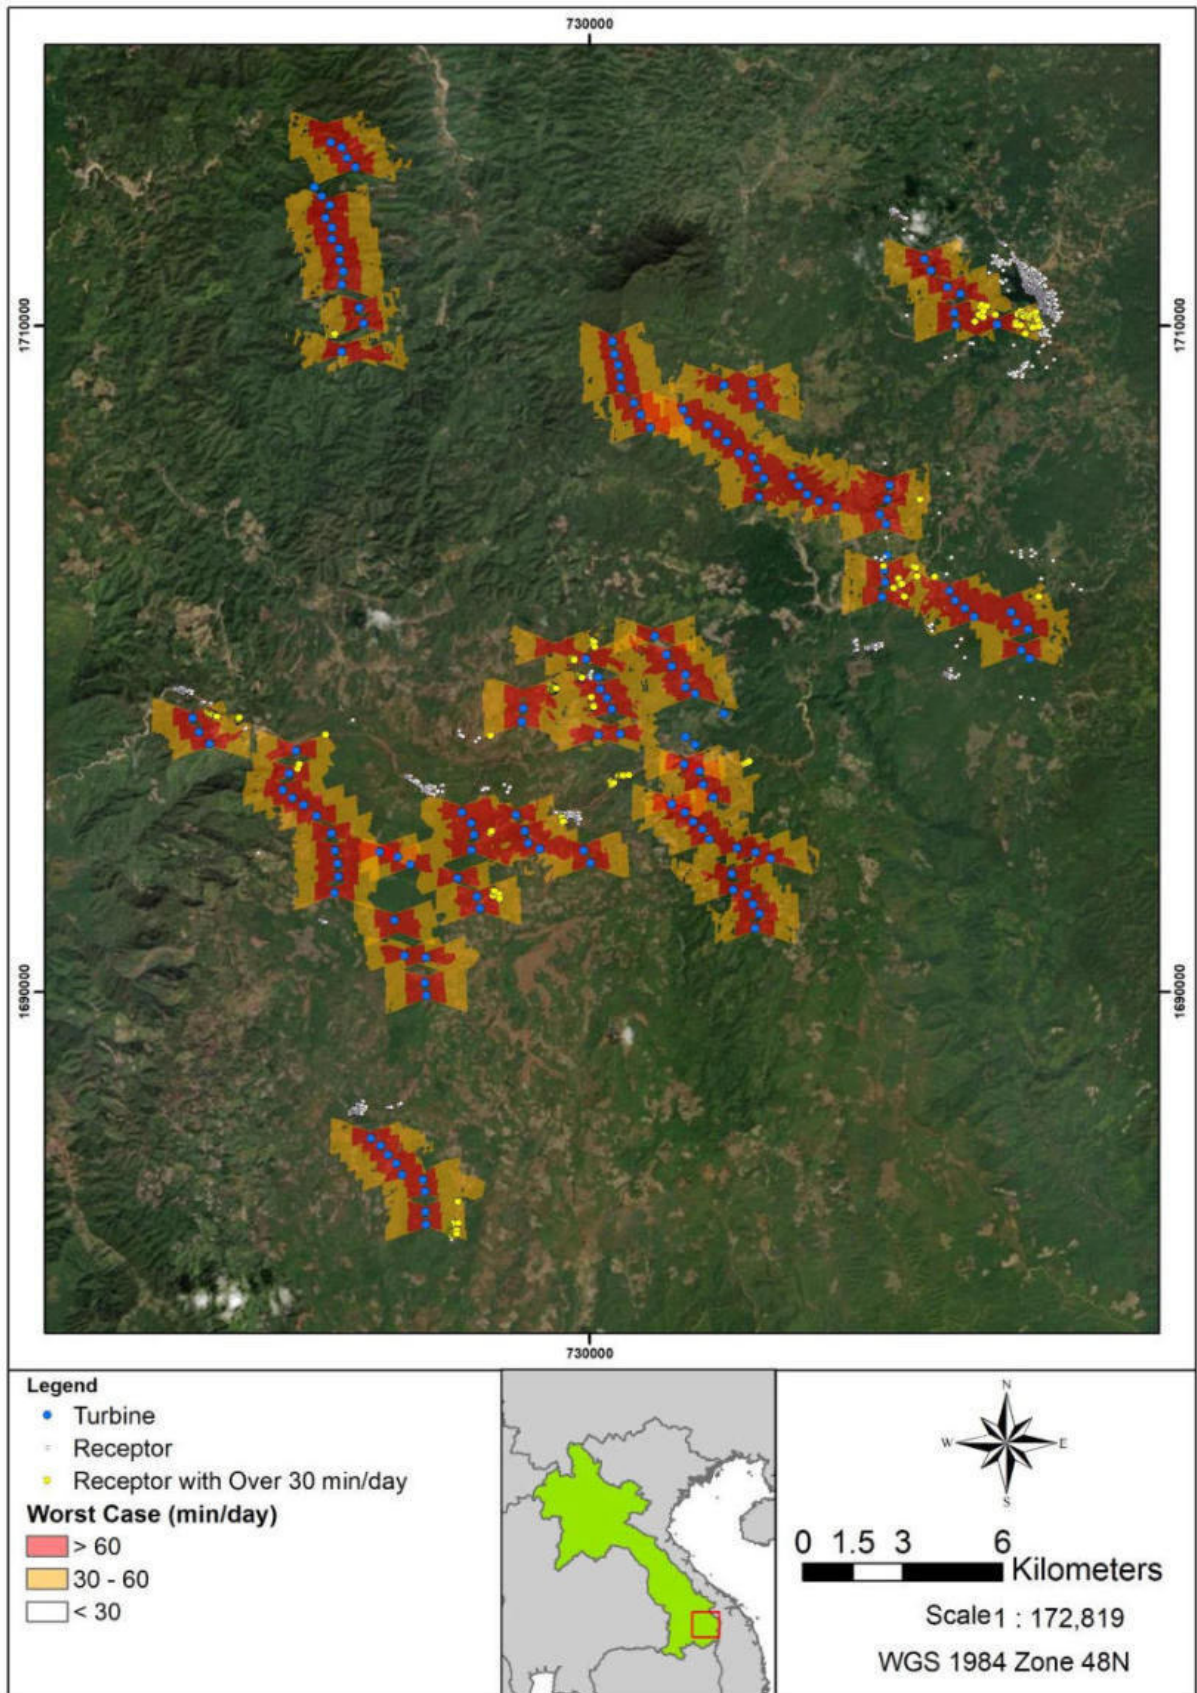 730000
1710000
1710000
1690000
1690000
730000
Legend
Turbine
Receptor
Receptor with Over 30 min/day
Worst Case (min/day)
> 60
30 - 60
< 30
N
W
E
S
0 1.5 3 6
Kilometers
Scale 1 : 172,819
WGS 1984 Zone 48N